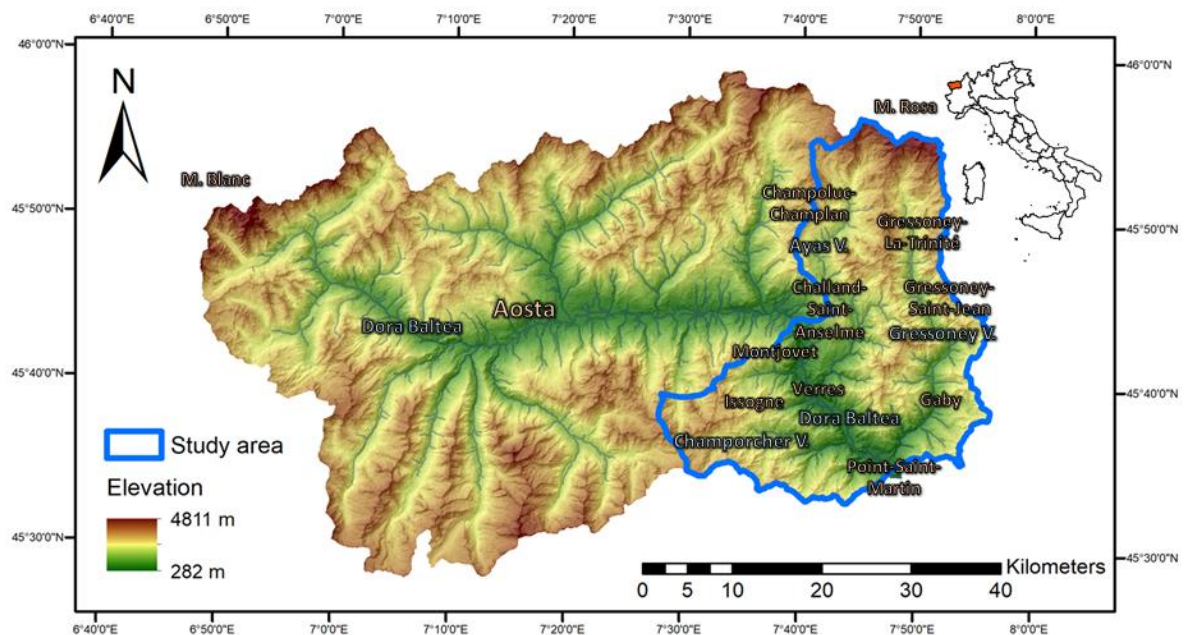 6°40'0"E 6°50'0"E 7°0'0"E 7°10'0"E 7°20'0"E 7°30'0"E 7°40'0"E 7°50'0"E 8°0'0"E
46°0'0"N
46°0'0"N
N
M. Rosa
M. Blanc
Champoluc-
Champlan
45°50'0"N
45°50'0"N
Gressoney-
La-Trinité
Ayas V.
Challand-
Saint-
Anselme
Gressoney-
Saint-Jean
Aosta
Dora Baltea
Gressoney V.
Montjovet
45°40'0"N
45°40'0"N
Verres
Issogne
Gaby
Dora Baltea
Champorcher V.
Study area
Point-Saint-
Martin
Elevation
4811 m
282 m
45°30'0"N
45°30'0"N
Kilometers
0 5 10 20 30 40
6°40'0"E 6°50'0"E 7°0'0"E 7°10'0"E 7°20'0"E 7°30'0"E 7°40'0"E 7°50'0"E 8°0'0"E